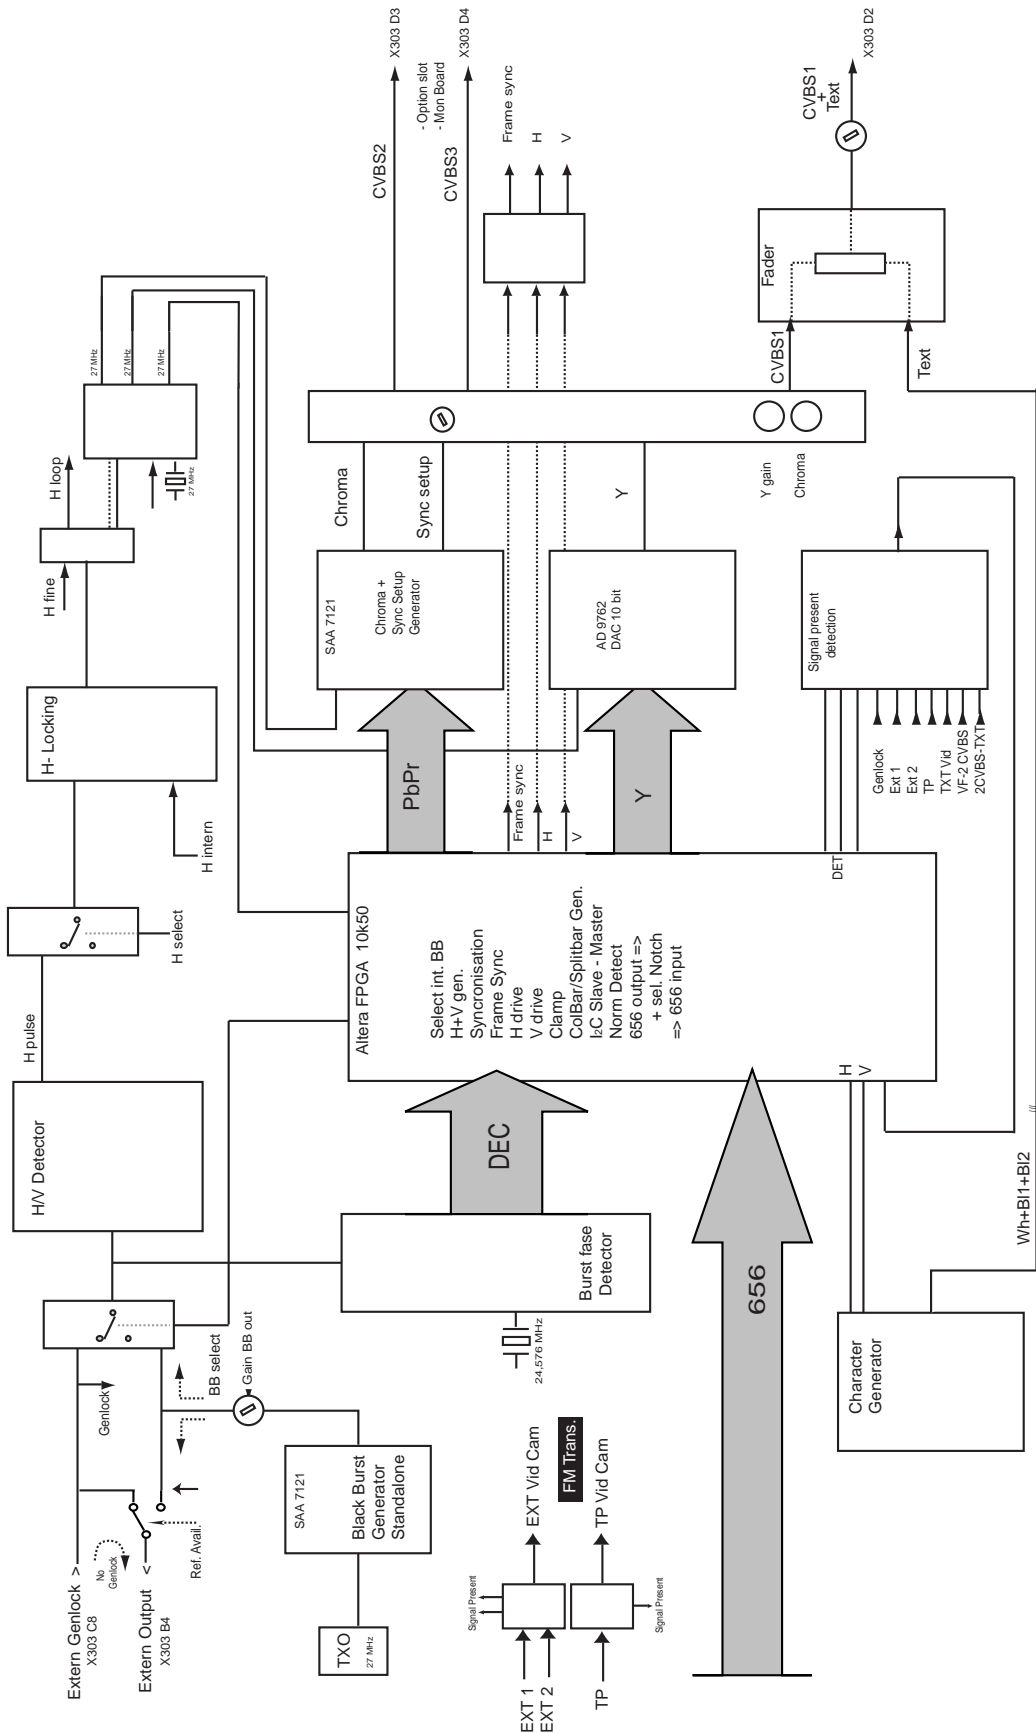 Extern Genlock >
X303 C8
Extern Output <
X303 B4
No
Genlock
Ref. Avail.
Genlock
BB select
Gain BB out
SAA 7121
Black Burst
Generator
Standalone
TXO
27 MHz
H/V Detector
H pulse
H select
H- Locking
H intern
H fine
H loop
27 MHz
27 MHz
27 MHz
27 MHz
Burst fase
Detector
24,576 MHz
DEC
Altera FPGA 10k50
Select int. BB
H+V gen.
Syncronisation
Frame Sync
H drive
V drive
Clamp
ColBar/Splitbar Gen.
I2C Slave - Master
Norm Detect
656 output =>
+ sel. Notch
=> 656 input
H
V
DET
PbPr
Frame sync
H
V
Y
SAA 7121
Chroma +
Sync Setup
Generator
AD 9762
DAC 10 bit
Chroma
Sync setup
Y
Y gain
Chroma
CVBS2
X303 D3
- Option slot
- Mon Board
CVBS3
X303 D4
Frame sync
H
V
Fader
CVBS1
Text
CVBS1
+
Text
X303 D2
Signal present
detection
Genlock
Ext 1
Ext 2
TP
TXT Vid
VF-2 CVBS
2CVBS-TXT
EXT 1
EXT 2
Signal Present
EXT Vid Cam
FM Trans.
TP
TP Vid Cam
Signal Present
656
Character
Generator
Wh+Bl1+Bl2